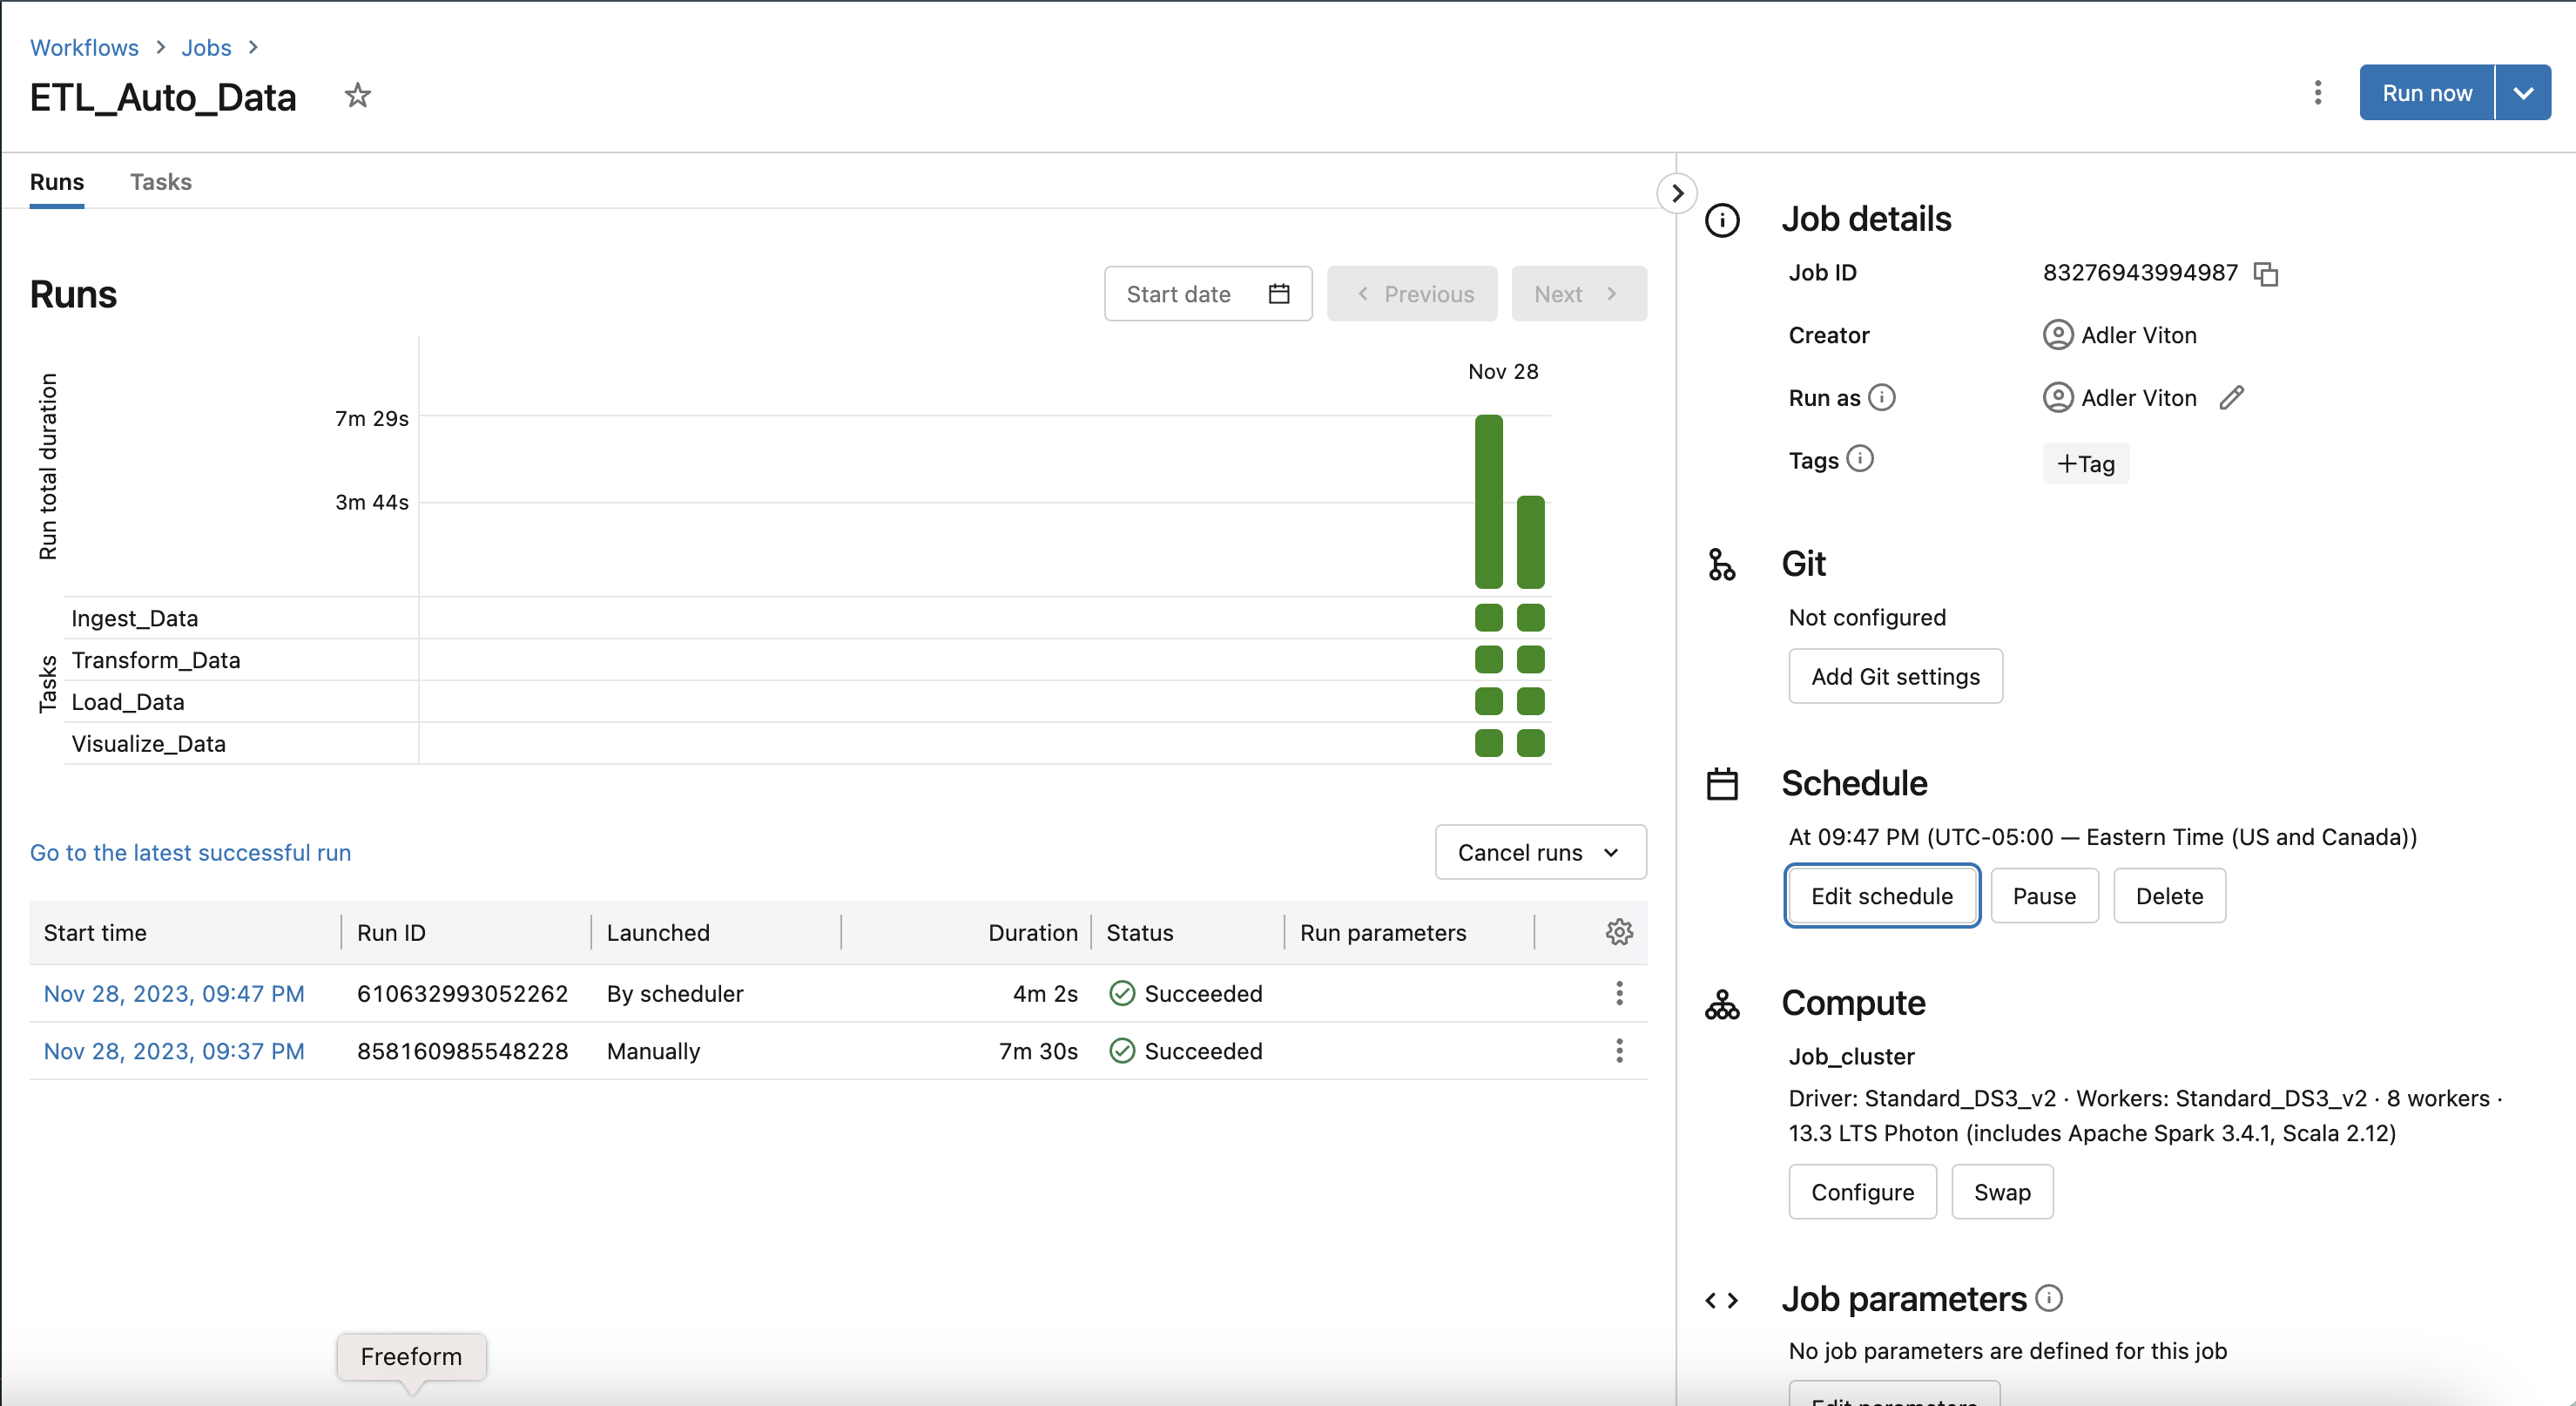 Workflows > Jobs >
ETL_Auto_Data
Run now
Runs Tasks
Runs
Start date
Previous
Next
Nov 28
Run total duration
7m 29s
3m 44s
Tasks
Ingest_Data
Transform_Data
Load_Data
Visualize_Data
Go to the latest successful run
Cancel runs
Start time Run ID Launched Duration Status Run parameters
Nov 28, 2023, 09:47 PM 610632993052262 By scheduler 4m 2s Succeeded
Nov 28, 2023, 09:37 PM 858160985548228 Manually 7m 30s Succeeded
Freeform
Job details
Job ID 83276943994987
Creator Adler Viton
Run as Adler Viton
Tags +Tag
Git
Not configured
Add Git settings
Schedule
At 09:47 PM (UTC-05:00 — Eastern Time (US and Canada))
Edit schedule Pause Delete
Compute
Job_cluster
Driver: Standard_DS3_v2 · Workers: Standard_DS3_v2 · 8 workers ·
13.3 LTS Photon (includes Apache Spark 3.4.1, Scala 2.12)
Configure Swap
Job parameters
No job parameters are defined for this job
Edit parameters